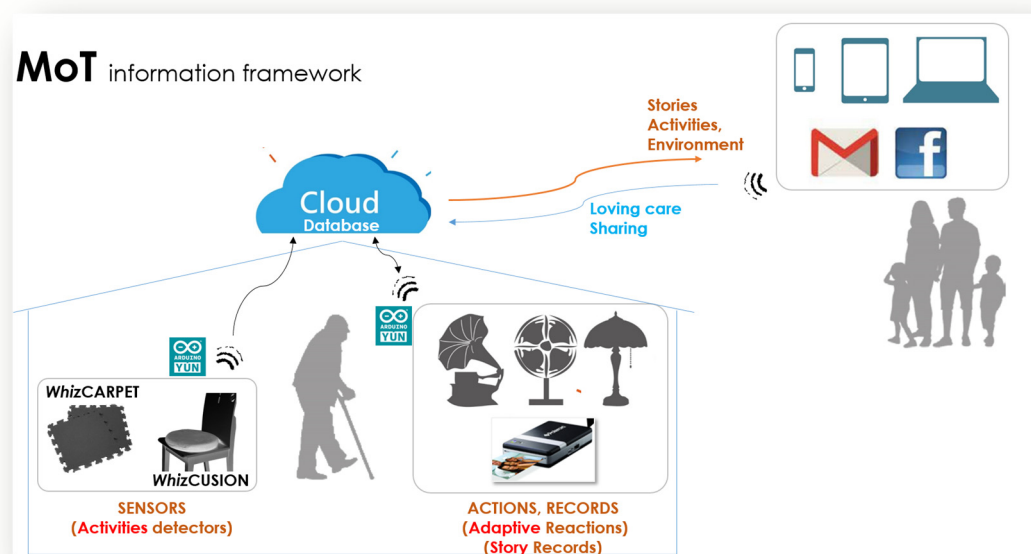 MoT information framework
Stories
Activities,
Environment
Cloud
Database
Loving care
Sharing
ARDUINO
YUN
ARDUINO
YUN
WhizCARPET
WhizCUSION
SENSORS
(Activities detectors)
ACTIONS, RECORDS
(Adaptive Reactions)
(Story Records)